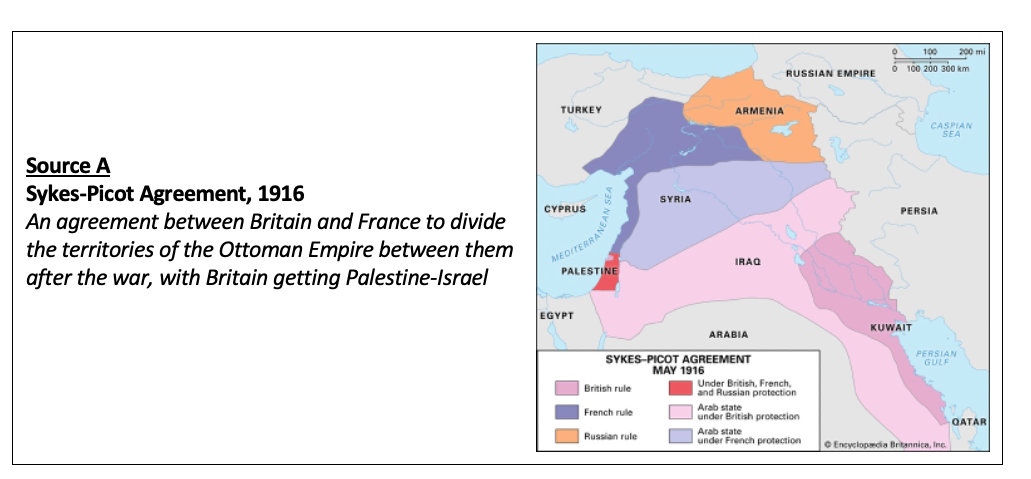 Source A
Sykes-Picot Agreement, 1916
An agreement between Britain and France to divide
the territories of the Ottoman Empire between them
after the war, with Britain getting Palestine-Israel
0 100 200 mi
0 100 200 300 km
RUSSIAN EMPIRE
TURKEY
ARMENIA
CASPIAN
SEA
SYRIA
CYPRUS
MEDITERRANEAN SEA
PERSIA
PALESTINE
IRAQ
EGYPT
KUWAIT
ARABIA
PERSIAN
GULF
QATAR
SYKES–PICOT AGREEMENT
MAY 1916
British rule
French rule
Russian rule
Under British, French,
and Russian protection
Arab state
under British protection
Arab state
under French protection
© Encyclopædia Britannica, Inc.